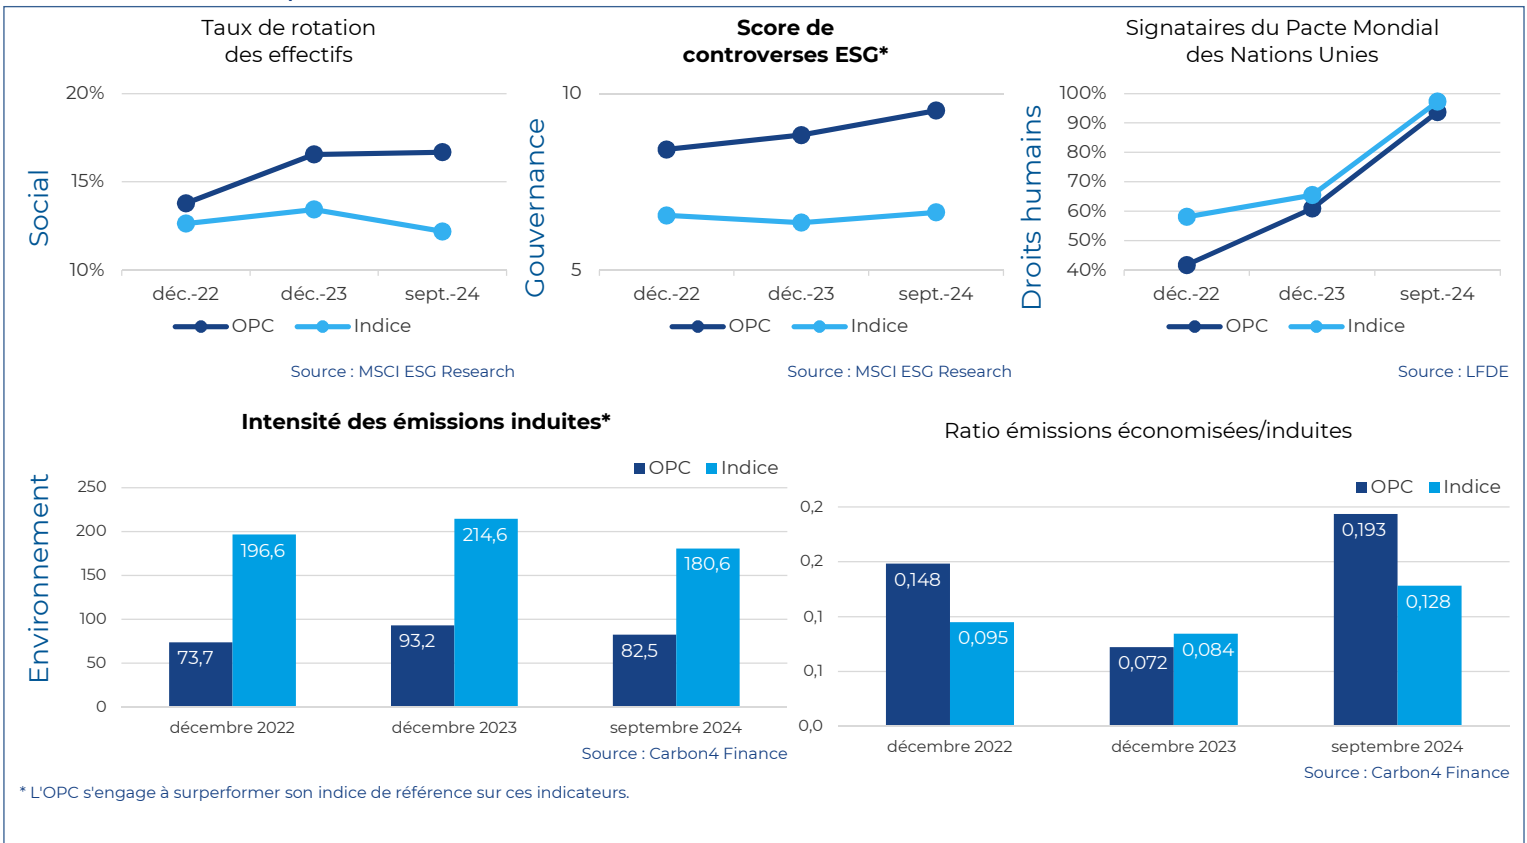 Taux de rotation
des effectifs
Social
20%
15%
10%
déc.-22
déc.-23
sept.-24
OPC
Indice
Source : MSCI ESG Research
Score de
controverses ESG*
Gouvernance
10
5
déc.-22
déc.-23
sept.-24
OPC
Indice
Source : MSCI ESG Research
Signataires du Pacte Mondial
des Nations Unies
Droits humains
100%
90%
80%
70%
60%
50%
40%
déc.-22
déc.-23
sept.-24
OPC
Indice
Source : LFDE
Intensité des émissions induites*
Environnement
OPC
Indice
250
200
150
100
50
0
73,7
196,6
93,2
214,6
82,5
180,6
décembre 2022
décembre 2023
septembre 2024
Source : Carbon4 Finance
Ratio émissions économisées/induites
OPC
Indice
0,2
0,2
0,1
0,1
0,0
0,148
0,095
0,072
0,084
0,193
0,128
décembre 2022
décembre 2023
septembre 2024
Source : Carbon4 Finance
* L'OPC s'engage à surperformer son indice de référence sur ces indicateurs.